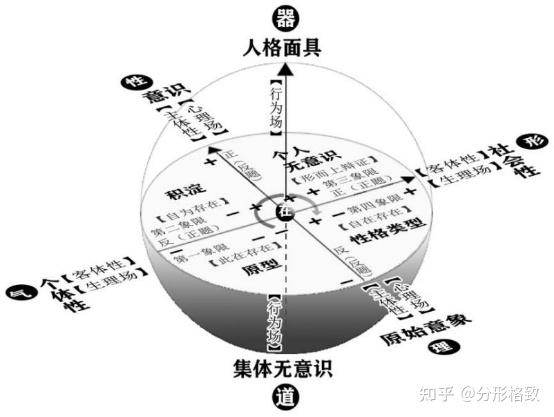 器
人格面具
【行为场】
性
意识
【主体性】
【心理场】
正
(反题)
个人
无意识
【形而上辩证】
第三象限
正（正题）
【客体性】
【生理场】
社会性
形
积淀
【自为存在】
第二象限
反（正题）
在
第四象限
【自在存在】
性格类型
第一象限
【此在存在】
原型
反
(反题)
气
个体性
【客体性】
【生理场】
【主体性】
【心理场】
原始意象
理
【行为场】
集体无意识
道
知乎 @分形格致